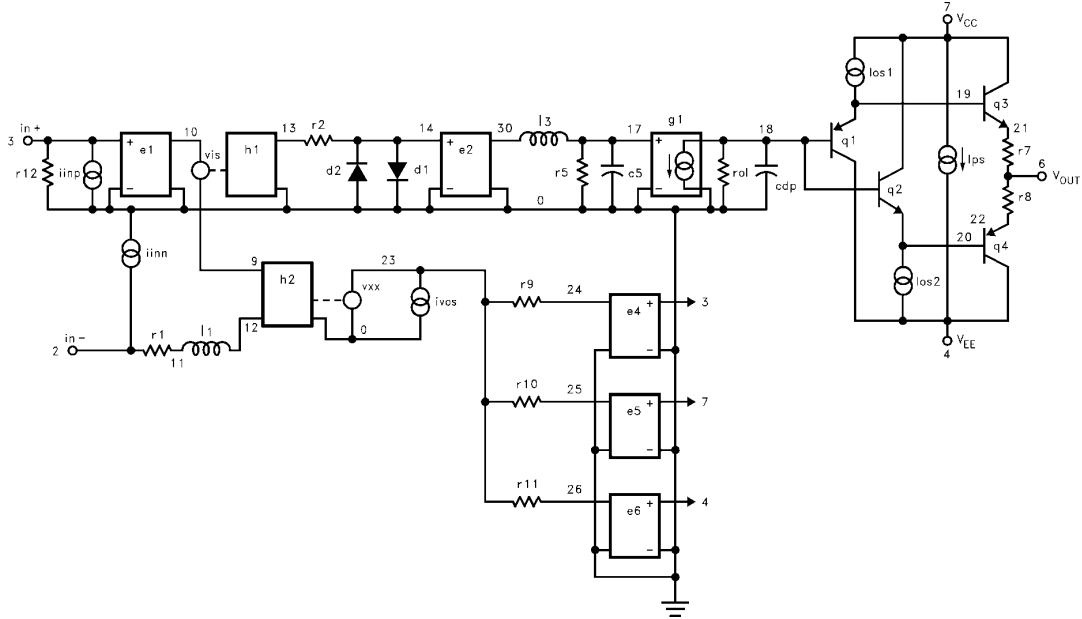 7 VCC
Ios1
in+ 10 13 r2 14 30 l3 17 g1 18 19 q3
3 e1 vis h1 e2 q1 21
r12 iinp d2 d1 r5 c5 rol cdp Ips r7 6
q2 VOUT
r8
0
22
iinn 20 q4
9 23
h2 vxx ivos Ios2
r9 24 e4 3
in− r1 l1 12 0
2 11 VEE
4
r10 25 e5 7
r11 26 e6 4